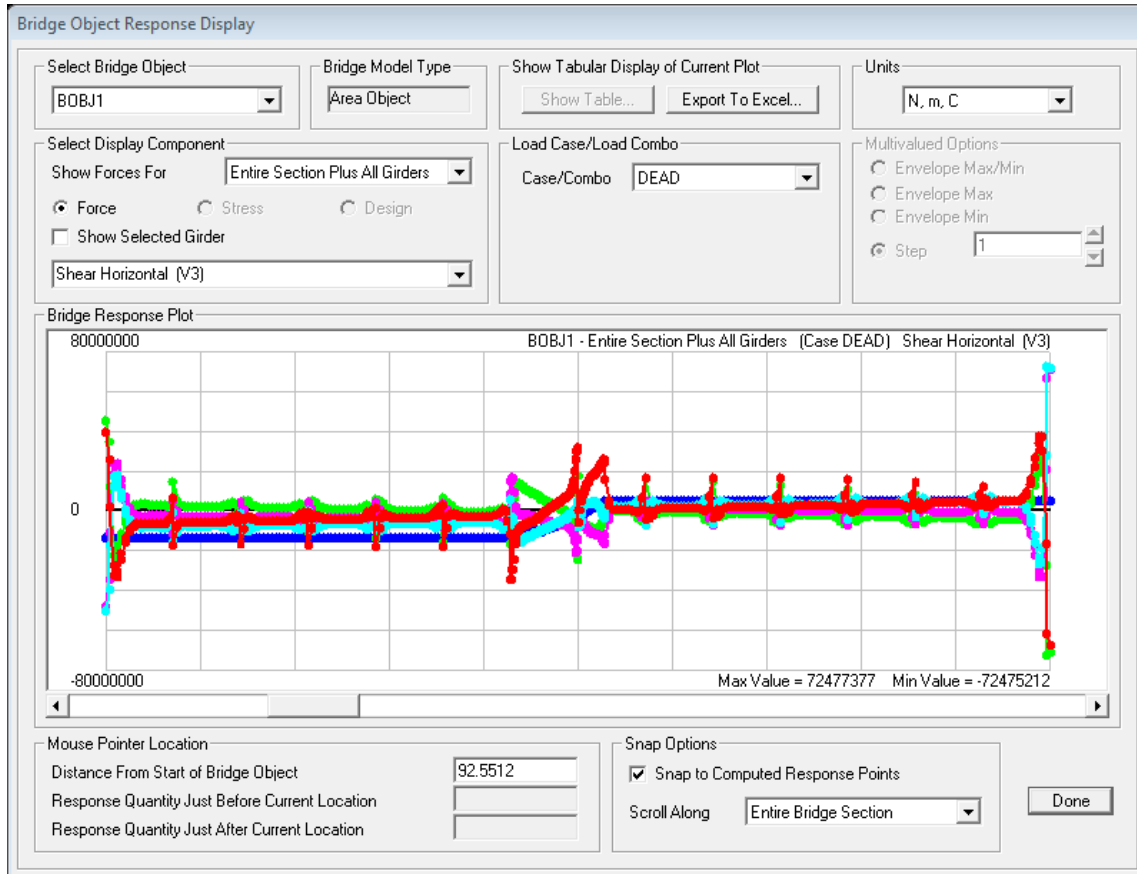 Bridge Object Response Display
Select Bridge Object
BOBJ1
Bridge Model Type
Area Object
Show Tabular Display of Current Plot
Show Table...
Export To Excel...
Units
N, m, C
Select Display Component
Show Forces For
Entire Section Plus All Girders
Force
Stress
Design
Show Selected Girder
Shear Horizontal (V3)
Load Case/Load Combo
Case/Combo
DEAD
Multivalued Options
Envelope Max/Min
Envelope Max
Envelope Min
Step
1
Bridge Response Plot
80000000
BOBJ1 - Entire Section Plus All Girders (Case DEAD) Shear Horizontal (V3)
0
-80000000
Max Value = 72477377 Min Value = -72475212
Mouse Pointer Location
Distance From Start of Bridge Object
92.5512
Response Quantity Just Before Current Location
Response Quantity Just After Current Location
Snap Options
Snap to Computed Response Points
Scroll Along
Entire Bridge Section
Done